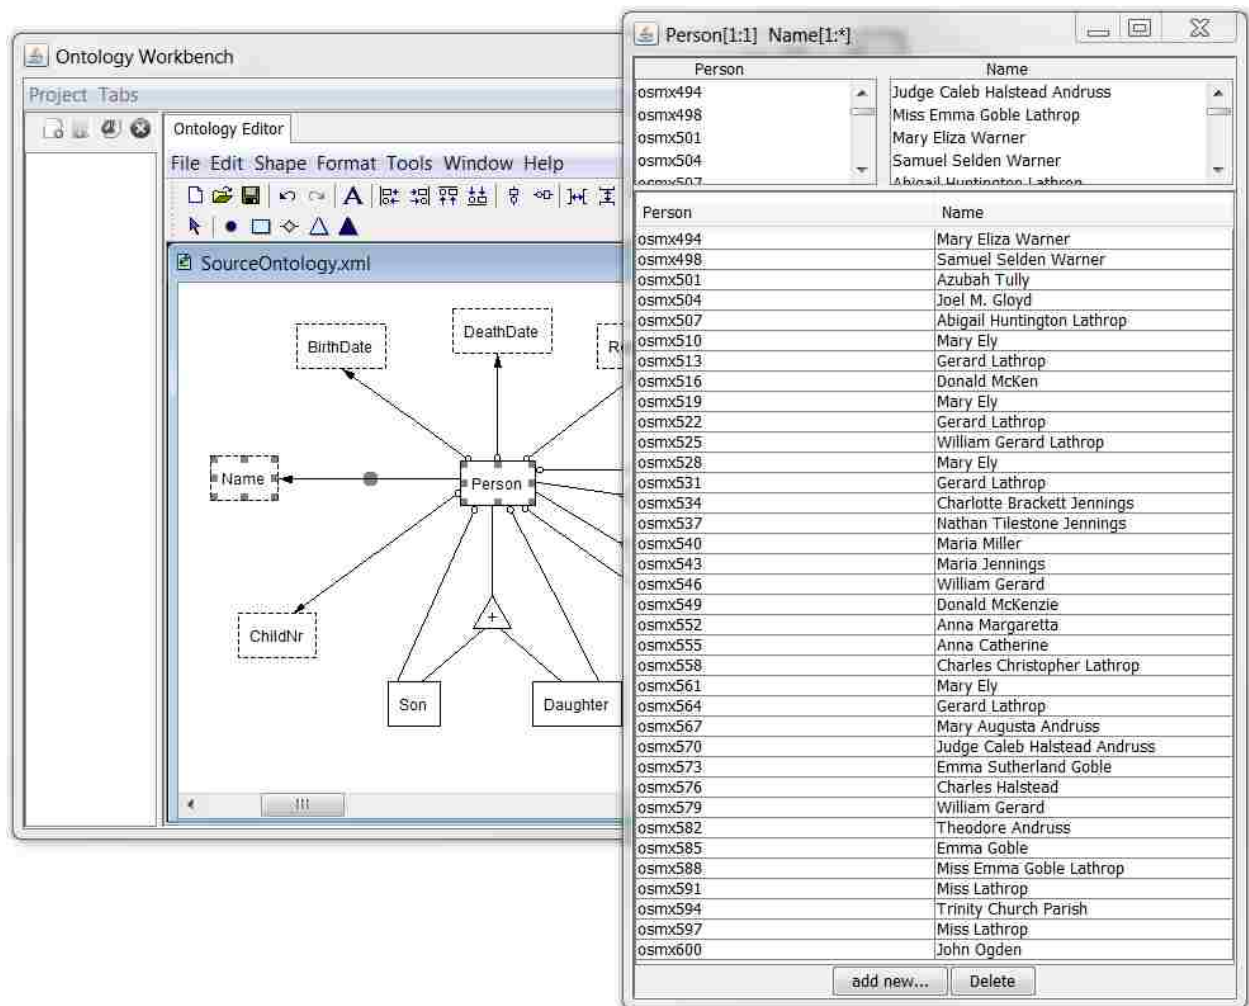 Ontology Workbench
Project Tabs
Ontology Editor
File Edit Shape Format Tools Window Help
A
SourceOntology.xml
BirthDate
DeathDate
Name
Person
ChildNr
+
Son
Daughter
Person[1:1] Name[1:*]
Person Name
osmx494 Judge Caleb Halstead Andruss
osmx498 Miss Emma Goble Lathrop
osmx501 Mary Eliza Warner
osmx504 Samuel Selden Warner
osmx507 Abigail Huntington Lathrop
Person Name
osmx494 Mary Eliza Warner
osmx498 Samuel Selden Warner
osmx501 Azubah Tully
osmx504 Joel M. Gloyd
osmx507 Abigail Huntington Lathrop
osmx510 Mary Ely
osmx513 Gerard Lathrop
osmx516 Donald McKen
osmx519 Mary Ely
osmx522 Gerard Lathrop
osmx525 William Gerard Lathrop
osmx528 Mary Ely
osmx531 Gerard Lathrop
osmx534 Charlotte Brackett Jennings
osmx537 Nathan Tilestone Jennings
osmx540 Maria Miller
osmx543 Maria Jennings
osmx546 William Gerard
osmx549 Donald McKenzie
osmx552 Anna Margaretta
osmx555 Anna Catherine
osmx558 Charles Christopher Lathrop
osmx561 Mary Ely
osmx564 Gerard Lathrop
osmx567 Mary Augusta Andruss
osmx570 Judge Caleb Halstead Andruss
osmx573 Emma Sutherland Goble
osmx576 Charles Halstead
osmx579 William Gerard
osmx582 Theodore Andruss
osmx585 Emma Goble
osmx588 Miss Emma Goble Lathrop
osmx591 Miss Lathrop
osmx594 Trinity Church Parish
osmx597 Miss Lathrop
osmx600 John Ogden
add new... Delete